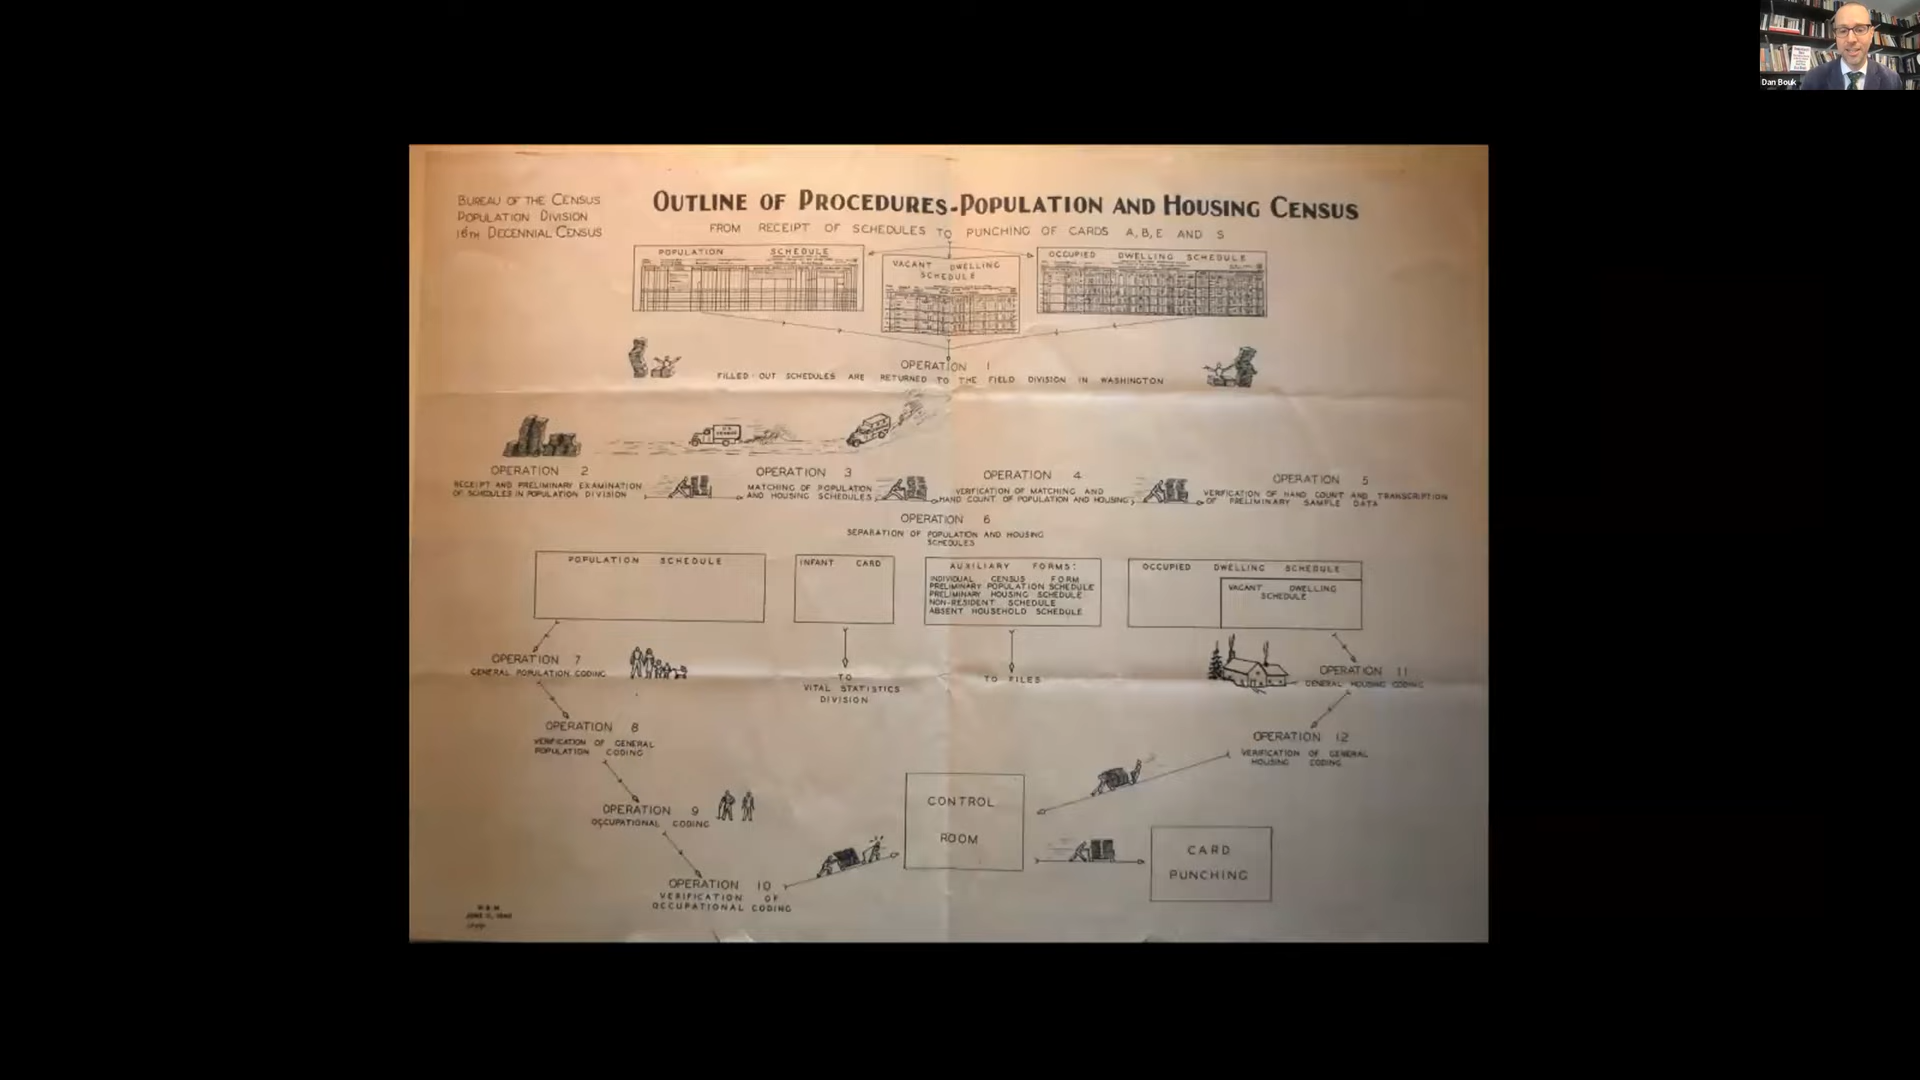 Dan Bouk
BUREAU OF THE CENSUS
POPULATION DIVISION
16TH DECENNIAL CENSUS
OUTLINE OF PROCEDURES-POPULATION AND HOUSING CENSUS
FROM RECEIPT OF SCHEDULES TO PUNCHING OF CARDS A, B, E AND S
POPULATION SCHEDULE
VACANT DWELLING
SCHEDULE
OCCUPIED DWELLING SCHEDULE
OPERATION 1
FILLED-OUT SCHEDULES ARE RETURNED TO THE FIELD DIVISION IN WASHINGTON
OPERATION 2
RECEIPT AND PRELIMINARY EXAMINATION
OF SCHEDULES IN POPULATION DIVISION
OPERATION 3
MATCHING OF POPULATION
AND HOUSING SCHEDULES
OPERATION 4
VERIFICATION OF MATCHING AND
HAND COUNT OF POPULATION AND HOUSING
OPERATION 5
VERIFICATION OF HAND COUNT AND TRANSCRIPTION
OF PRELIMINARY SAMPLE DATA
OPERATION 6
SEPARATION OF POPULATION AND HOUSING
SCHEDULES
POPULATION SCHEDULE
INFANT CARD
AUXILIARY FORMS:
INDIVIDUAL CENSUS FORM
PRELIMINARY POPULATION SCHEDULE
PRELIMINARY HOUSING SCHEDULE
NON-RESIDENT SCHEDULE
ABSENT HOUSEHOLD SCHEDULE
OCCUPIED DWELLING SCHEDULE
VACANT DWELLING
SCHEDULE
OPERATION 7
GENERAL POPULATION CODING
TO
VITAL STATISTICS
DIVISION
TO FILES
OPERATION 11
GENERAL HOUSING CODING
OPERATION 8
VERIFICATION OF GENERAL
POPULATION CODING
OPERATION 12
VERIFICATION OF GENERAL
HOUSING CODING
OPERATION 9
OCCUPATIONAL CODING
CONTROL
ROOM
CARD
PUNCHING
OPERATION 10
VERIFICATION OF
OCCUPATIONAL CODING